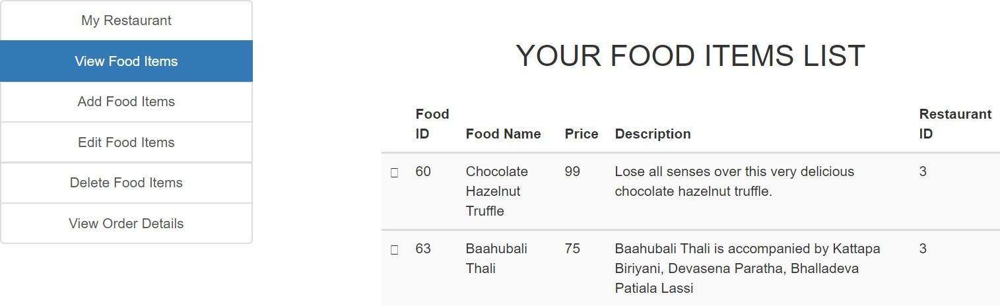 My Restaurant
View Food Items
Add Food Items
Edit Food Items
Delete Food Items
View Order Details
YOUR FOOD ITEMS LIST
Food Restaurant
ID Food Name Price Description ID
60 Chocolate 99 Lose all senses over this very delicious 3
Hazelnut chocolate hazelnut truffle.
Truffle
63 Baahubali 75 Baahubali Thali is accompanied by Kattapa 3
Thali Biriyani, Devasena Paratha, Bhalladeva
Patiala Lassi